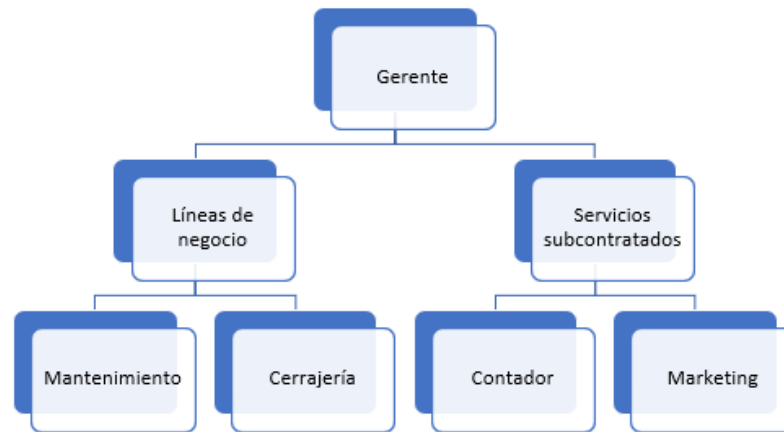 Gerente
Líneas de
negocio
Servicios
subcontratados
Mantenimiento
Cerrajería
Contador
Marketing